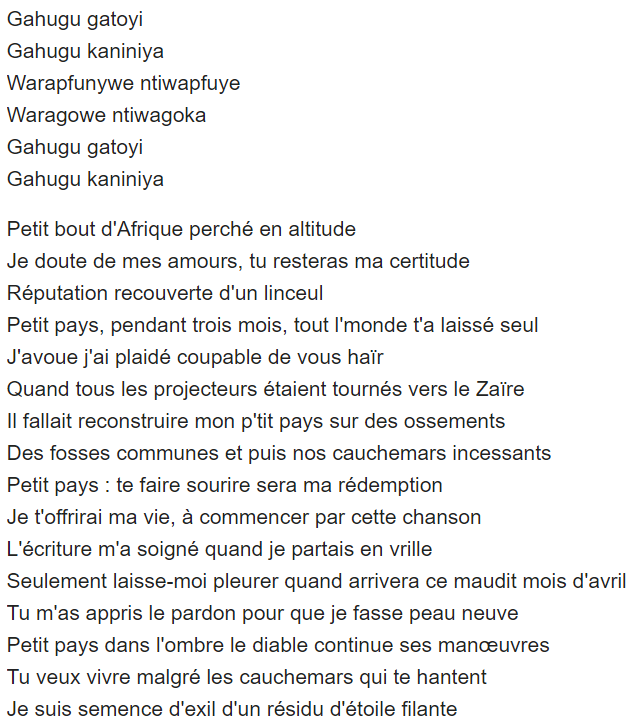 Gahugu gatoyi
Gahugu kaniniya
Warapfunywe ntiwapfuye
Waragowe ntiwagoka
Gahugu gatoyi
Gahugu kaniniya
Petit bout d'Afrique perché en altitude
Je doute de mes amours, tu resteras ma certitude
Réputation recouverte d'un linceul
Petit pays, pendant trois mois, tout l'monde t'a laissé seul
J'avoue j'ai plaidé coupable de vous haïr
Quand tous les projecteurs étaient tournés vers le Zaïre
Il fallait reconstruire mon p'tit pays sur des ossements
Des fosses communes et puis nos cauchemars incessants
Petit pays : te faire sourire sera ma rédemption
Je t'offrirai ma vie, à commencer par cette chanson
L'écriture m'a soigné quand je partais en vrille
Seulement laisse-moi pleurer quand arrivera ce maudit mois d'avril
Tu m'as appris le pardon pour que je fasse peau neuve
Petit pays dans l'ombre le diable continue ses manœuvres
Tu veux vivre malgré les cauchemars qui te hantent
Je suis semence d'exil d'un résidu d'étoile filante